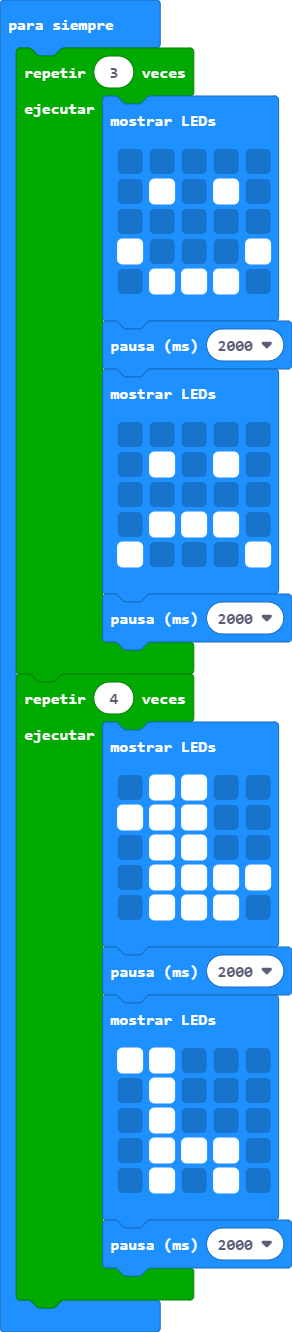 para siempre
repetir 3 veces
ejecutar
mostrar LEDs
pausa (ms) 2000
mostrar LEDs
pausa (ms) 2000
repetir 4 veces
ejecutar
mostrar LEDs
pausa (ms) 2000
mostrar LEDs
pausa (ms) 2000